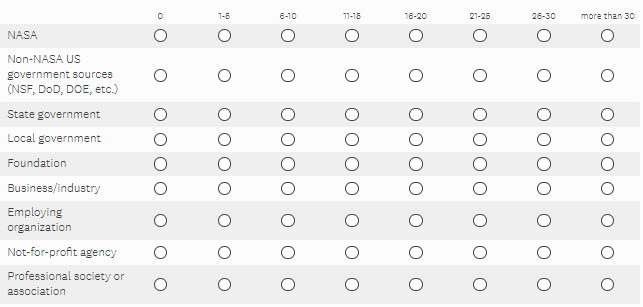 0 1-5 6-10 11-15 16-20 21-25 26-30 more than 30
NASA
Non-NASA US
government sources
(NSF, DoD, DOE, etc.)
State government
Local government
Foundation
Business/industry
Employing
organization
Not-for-profit agency
Professional society or
association